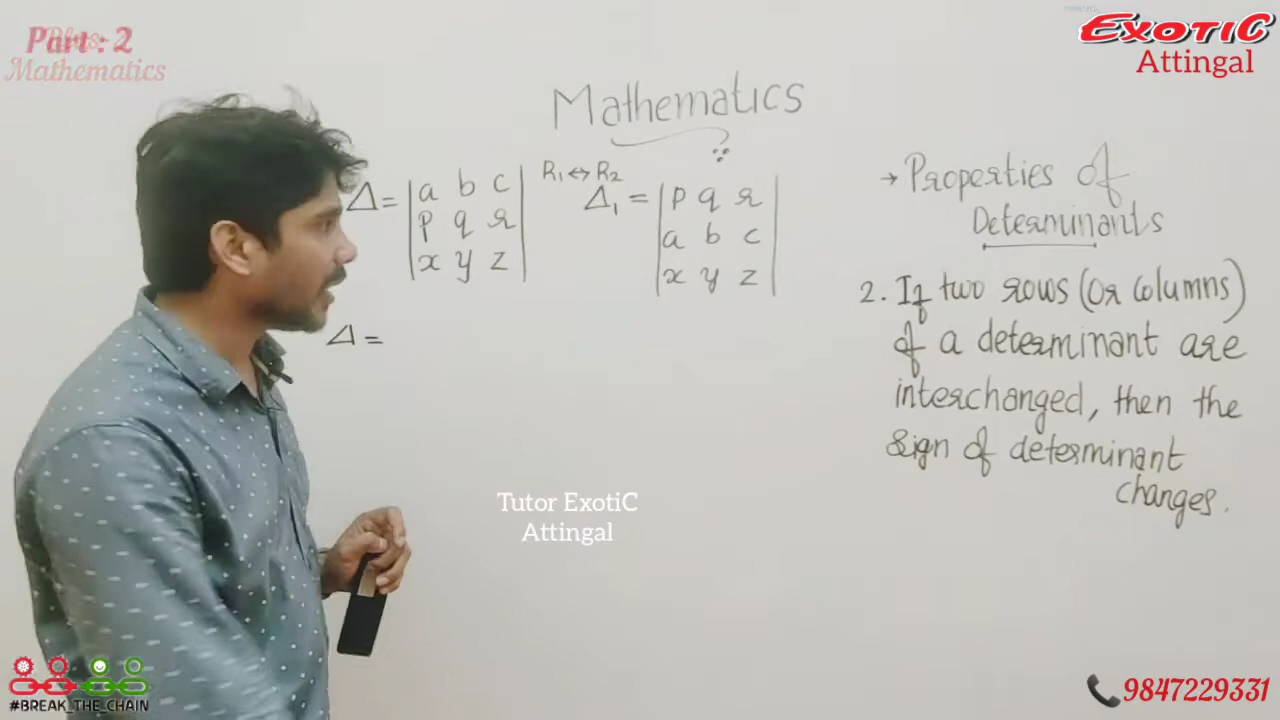 Part : 2
Mathematics
EXOTIC
Attingal
Mathematics
R₁ ↔ R₂
Δ = | a b c |
| p q r |
| x y z |
Δ₁ = | p q r |
| a b c |
| x y z |
Δ =
→ Properties of
Determinants
2. If two rows (or columns)
of a determinant are
interchanged, then the
sign of determinant
changes.
Tutor ExotiC
Attingal
#BREAK_THE_CHAIN
9847229331